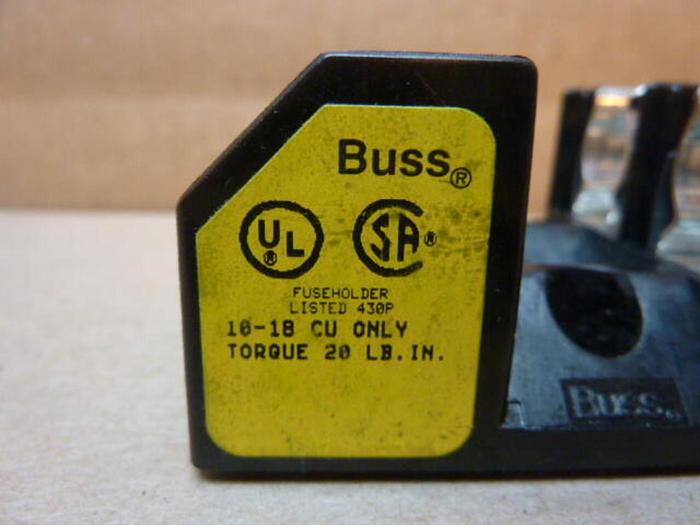 Buss®
UL®
SA®
FUSEHOLDER
LISTED 430P
10-18 CU ONLY
TORQUE 20 LB.IN.
BUSS®